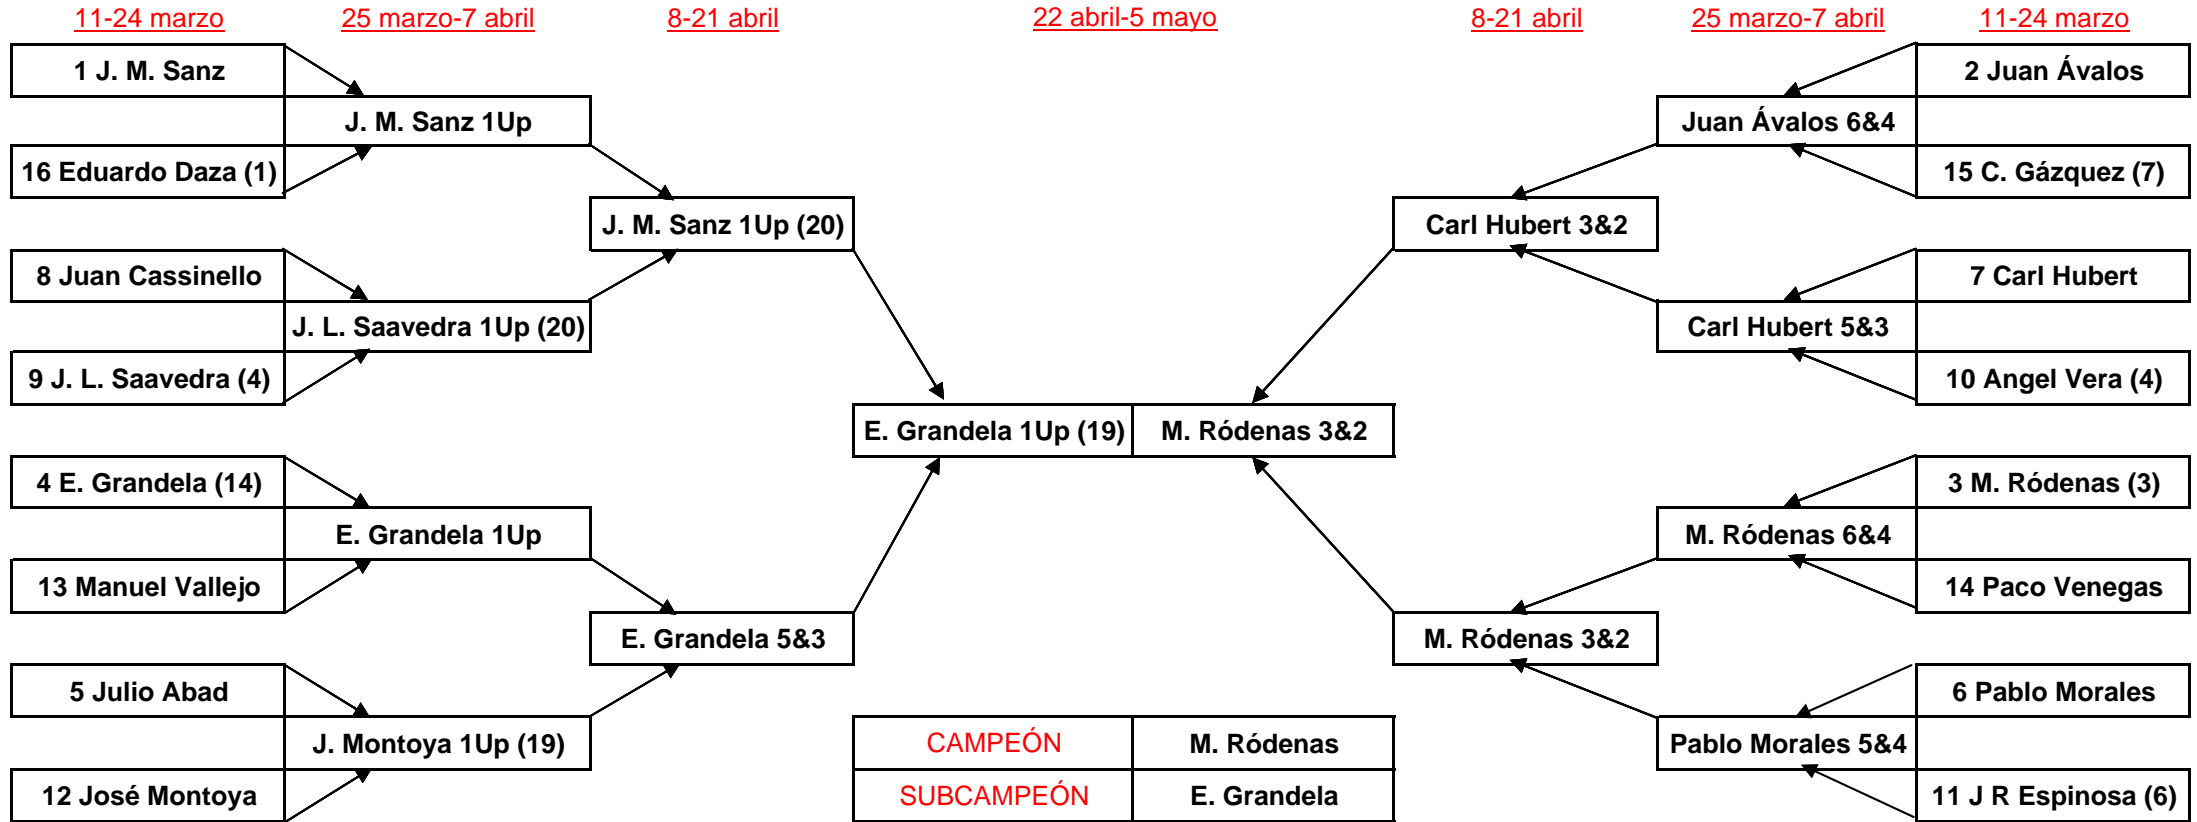 11-24 marzo 25 marzo-7 abril 8-21 abril 22 abril-5 mayo 8-21 abril 25 marzo-7 abril 11-24 marzo
1 J. M. Sanz 2 Juan Ávalos
J. M. Sanz 1Up Juan Ávalos 6&4
16 Eduardo Daza (1) 15 C. Gázquez (7)
J. M. Sanz 1Up (20) Carl Hubert 3&2
8 Juan Cassinello 7 Carl Hubert
J. L. Saavedra 1Up (20) Carl Hubert 5&3
9 J. L. Saavedra (4) 10 Angel Vera (4)
E. Grandela 1Up (19) M. Ródenas 3&2
4 E. Grandela (14) 3 M. Ródenas (3)
E. Grandela 1Up M. Ródenas 6&4
13 Manuel Vallejo 14 Paco Venegas
E. Grandela 5&3 M. Ródenas 3&2
5 Julio Abad 6 Pablo Morales
J. Montoya 1Up (19) CAMPEÓN M. Ródenas Pablo Morales 5&4
12 José Montoya SUBCAMPEÓN E. Grandela 11 J R Espinosa (6)